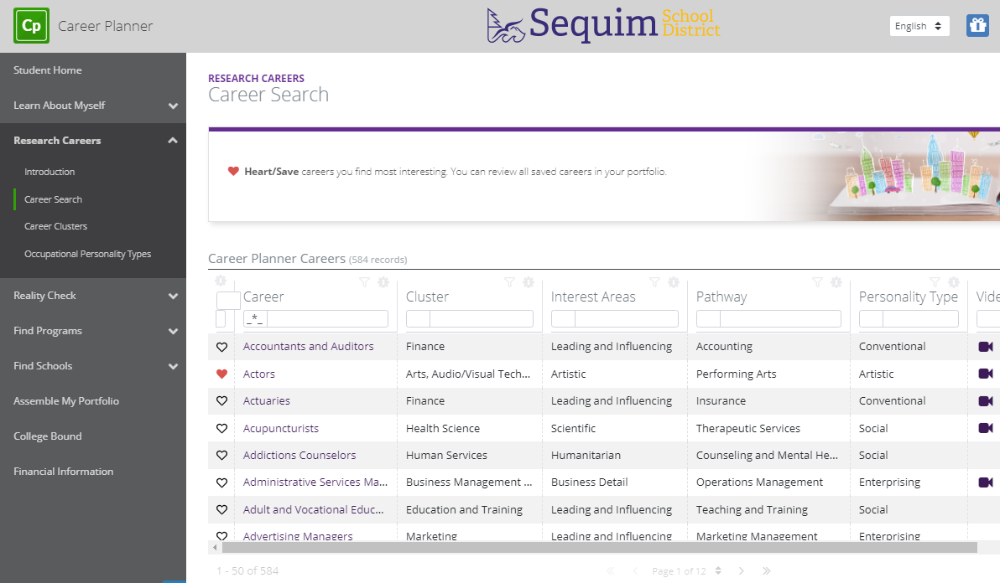 Cp Career Planner
Sequim School District
English
Student Home
Learn About Myself
Research Careers
Introduction
Career Search
Career Clusters
Occupational Personality Types
Reality Check
Find Programs
Find Schools
Assemble My Portfolio
College Bound
Financial Information
RESEARCH CAREERS
Career Search
Heart/Save careers you find most interesting. You can review all saved careers in your portfolio.
Career Planner Careers (584 records)
Career Cluster Interest Areas Pathway Personality Type Vide
_*_
Accountants and Auditors Finance Leading and Influencing Accounting Conventional
Actors Arts, Audio/Visual Tech... Artistic Performing Arts Artistic
Actuaries Finance Leading and Influencing Insurance Conventional
Acupuncturists Health Science Scientific Therapeutic Services Social
Addictions Counselors Human Services Humanitarian Counseling and Mental He... Social
Administrative Services Ma... Business Management ... Business Detail Operations Management Enterprising
Adult and Vocational Educ... Education and Training Leading and Influencing Teaching and Training Social
Advertising Managers Marketing Leading and Influencing Marketing Management Enterprising
1 - 50 of 584 Page 1 of 12